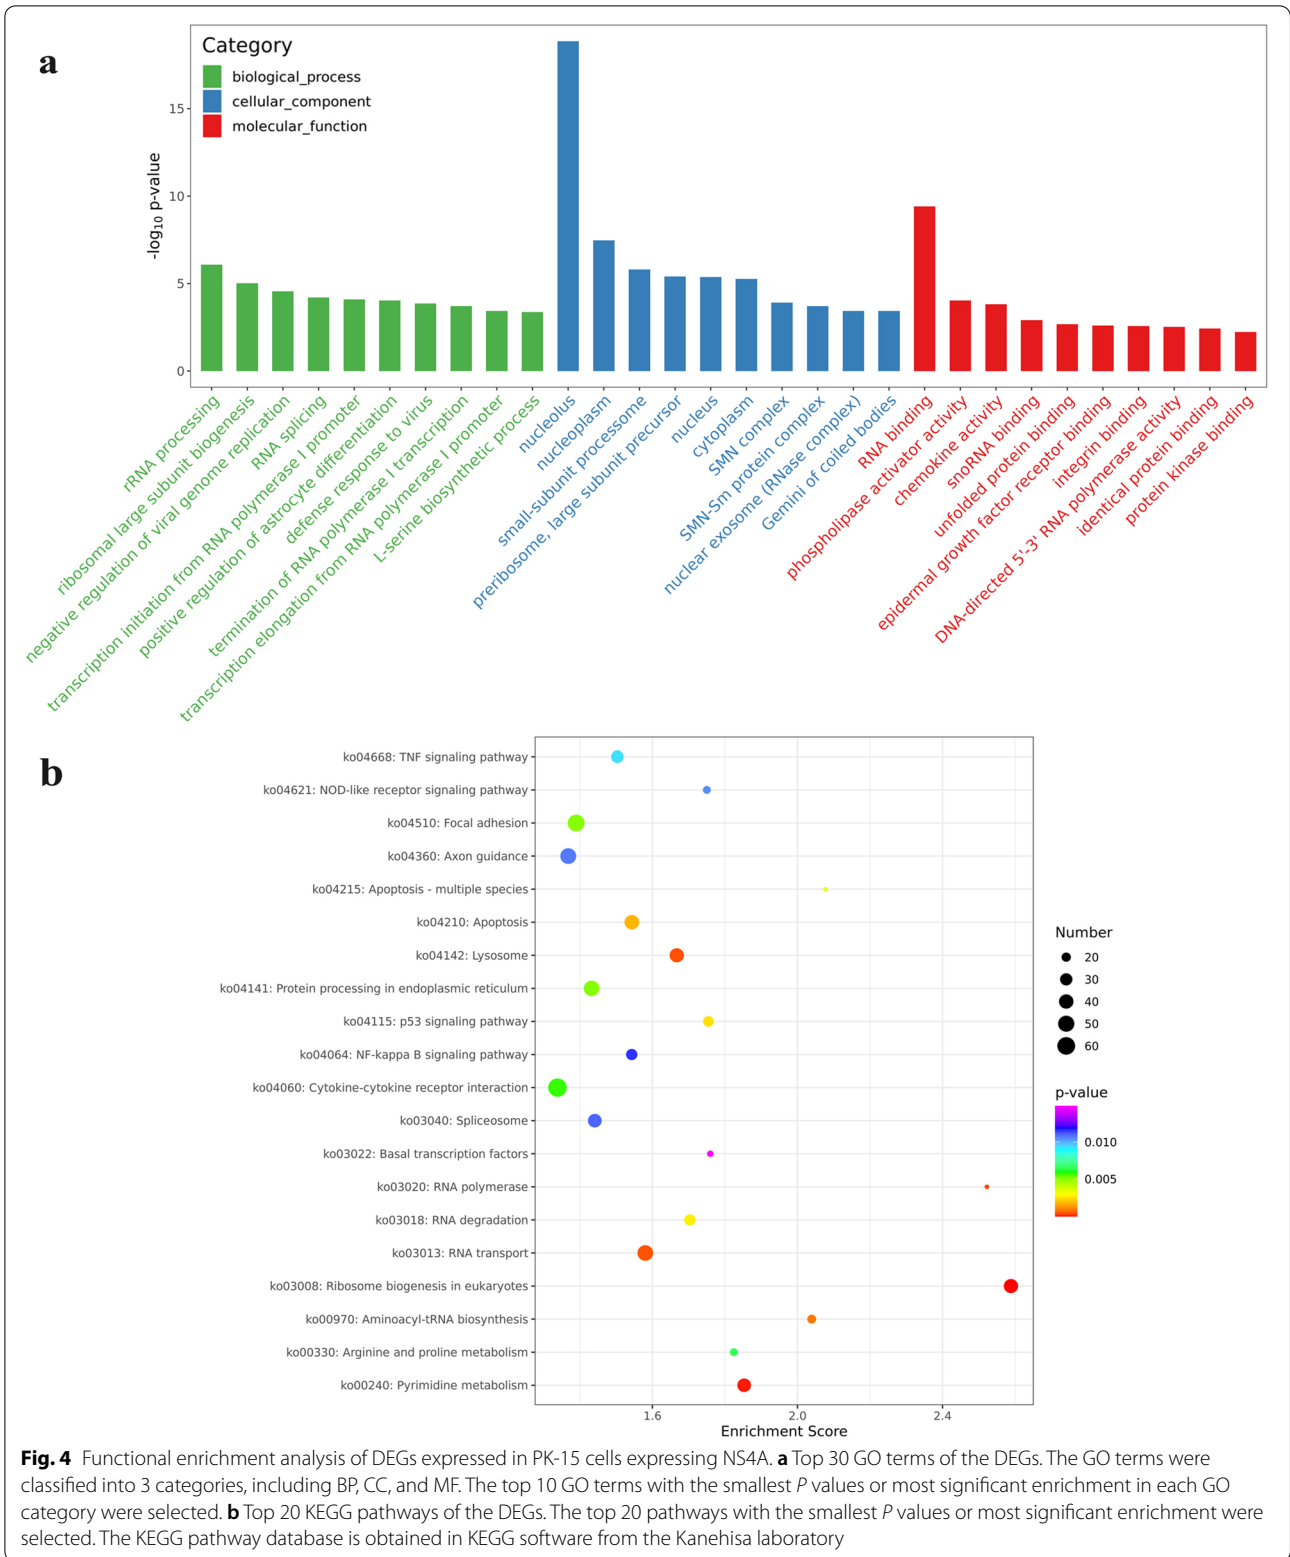 a
Category
biological_process
cellular_component
molecular_function
-log10 p-value
15
10
5
0
rRNA processing
ribosomal large subunit biogenesis
negative regulation of viral genome replication
RNA splicing
transcription initiation from RNA polymerase I promoter
positive regulation of astrocyte differentiation
defense response to virus
termination of RNA polymerase I transcription
transcription elongation from RNA polymerase I promoter
L-serine biosynthetic process
nucleolus
nucleoplasm
small-subunit processome
preribosome, large subunit precursor
nucleus
cytoplasm
SMN complex
SMN-Sm protein complex
nuclear exosome (RNase complex)
Gemini of coiled bodies
RNA binding
phospholipase activator activity
chemokine activity
snoRNA binding
unfolded protein binding
epidermal growth factor receptor binding
integrin binding
DNA-directed 5'-3' RNA polymerase activity
identical protein binding
protein kinase binding
b
ko04668: TNF signaling pathway
ko04621: NOD-like receptor signaling pathway
ko04510: Focal adhesion
ko04360: Axon guidance
ko04215: Apoptosis - multiple species
ko04210: Apoptosis
ko04142: Lysosome
ko04141: Protein processing in endoplasmic reticulum
ko04115: p53 signaling pathway
ko04064: NF-kappa B signaling pathway
ko04060: Cytokine-cytokine receptor interaction
ko03040: Spliceosome
ko03022: Basal transcription factors
ko03020: RNA polymerase
ko03018: RNA degradation
ko03013: RNA transport
ko03008: Ribosome biogenesis in eukaryotes
ko00970: Aminoacyl-tRNA biosynthesis
ko00330: Arginine and proline metabolism
ko00240: Pyrimidine metabolism
1.6
2.0
2.4
Enrichment Score
Number
20
30
40
50
60
p-value
0.010
0.005
Fig. 4 Functional enrichment analysis of DEGs expressed in PK-15 cells expressing NS4A. a Top 30 GO terms of the DEGs. The GO terms were
classified into 3 categories, including BP, CC, and MF. The top 10 GO terms with the smallest P values or most significant enrichment in each GO
category were selected. b Top 20 KEGG pathways of the DEGs. The top 20 pathways with the smallest P values or most significant enrichment were
selected. The KEGG pathway database is obtained in KEGG software from the Kanehisa laboratory